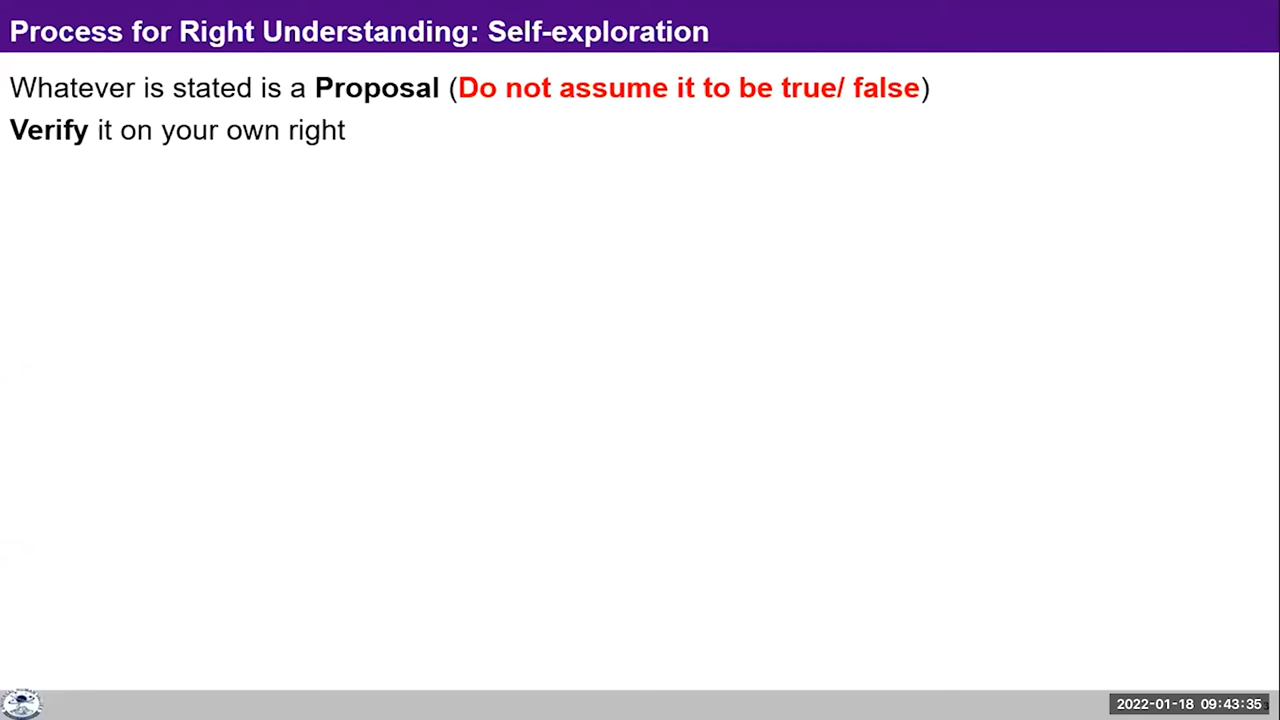 Process for Right Understanding: Self-exploration
Whatever is stated is a Proposal (Do not assume it to be true/ false)
Verify it on your own right
2022-01-18 09:43:35